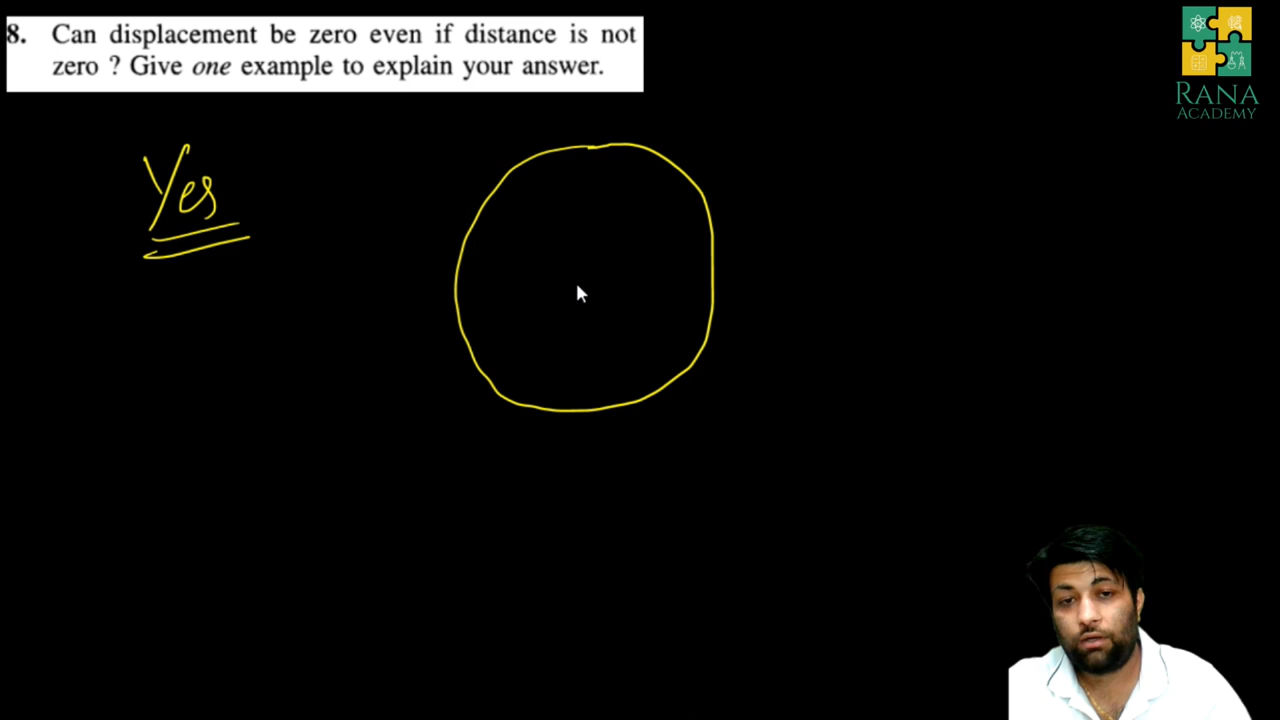 8. Can displacement be zero even if distance is not
zero ? Give one example to explain your answer.
RANA
ACADEMY
Yes